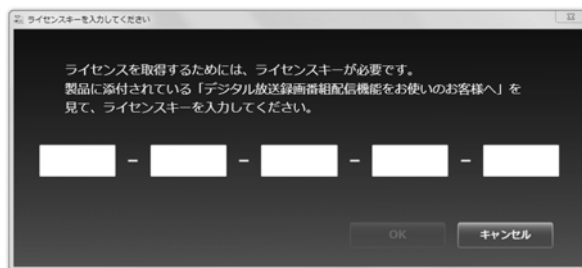 ライセンスキーを入力してください
ライセンスを取得するためには、ライセンスキーが必要です。
製品に添付されている「デジタル放送録画番組配信機能をお使いのお客様へ」を
見て、ライセンスキーを入力してください。
- - - -
OK キャンセル